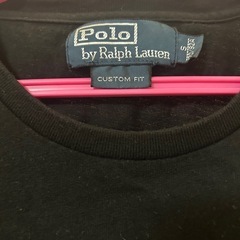 Polo
by Ralph Lauren
CUSTOM FIT
S